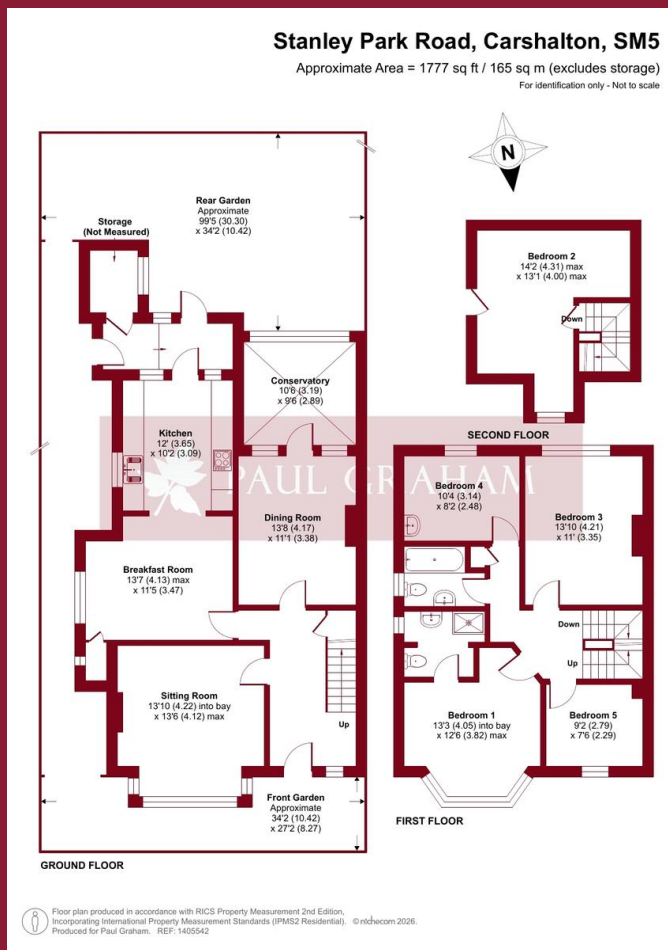 Stanley Park Road, Carshalton, SM5
Approximate Area = 1777 sq ft / 165 sq m (excludes storage)
For identification only - Not to scale
N
Rear Garden
Approximate
99'5 (30.30)
x 34'2 (10.42)
Storage
(Not Measured)
Conservatory
10'6 (3.19)
x 9'6 (2.89)
Kitchen
12' (3.65)
x 10'2 (3.09)
Dining Room
13'8 (4.17)
x 11'1 (3.38)
Breakfast Room
13'7 (4.13) max
x 11'5 (3.47)
Sitting Room
13'10 (4.22) into bay
x 13'6 (4.12) max
Up
Front Garden
Approximate
34'2 (10.42)
x 27'2 (8.27)
GROUND FLOOR
Bedroom 2
14'2 (4.31) max
x 13'1 (4.00) max
Down
SECOND FLOOR
PAUL GRAHAM
Bedroom 4
10'4 (3.14)
x 8'2 (2.48)
Bedroom 3
13'10 (4.21)
x 11' (3.35)
Down
Up
Bedroom 1
13'3 (4.05) into bay
x 12'6 (3.82) max
Bedroom 5
9'2 (2.79)
x 7'6 (2.29)
FIRST FLOOR
Floor plan produced in accordance with RICS Property Measurement 2nd Edition,
Incorporating International Property Measurement Standards (IPMS2 Residential). © nichecom 2026.
Produced for Paul Graham. REF: 1405542